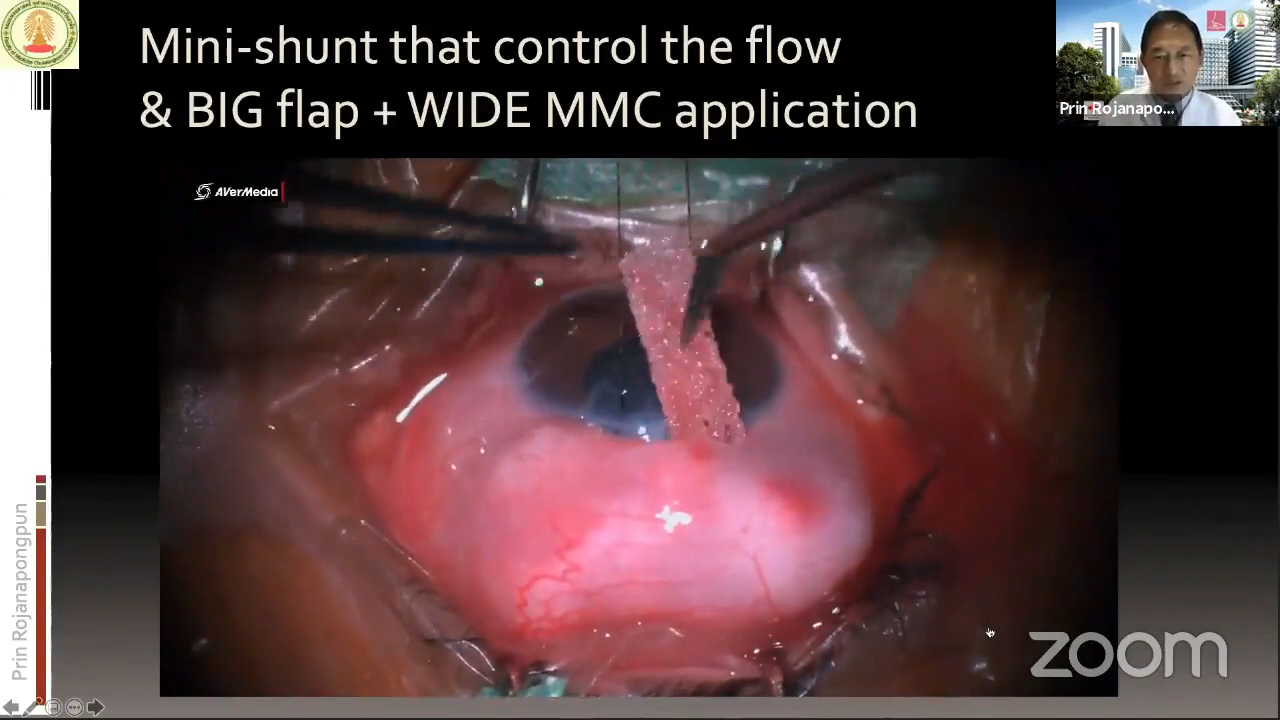 Mini-shunt that control the flow
& BIG flap + WIDE MMC application
Prin Rojanapo...
AVerMedia
Prin Rojanapongpun
zoom